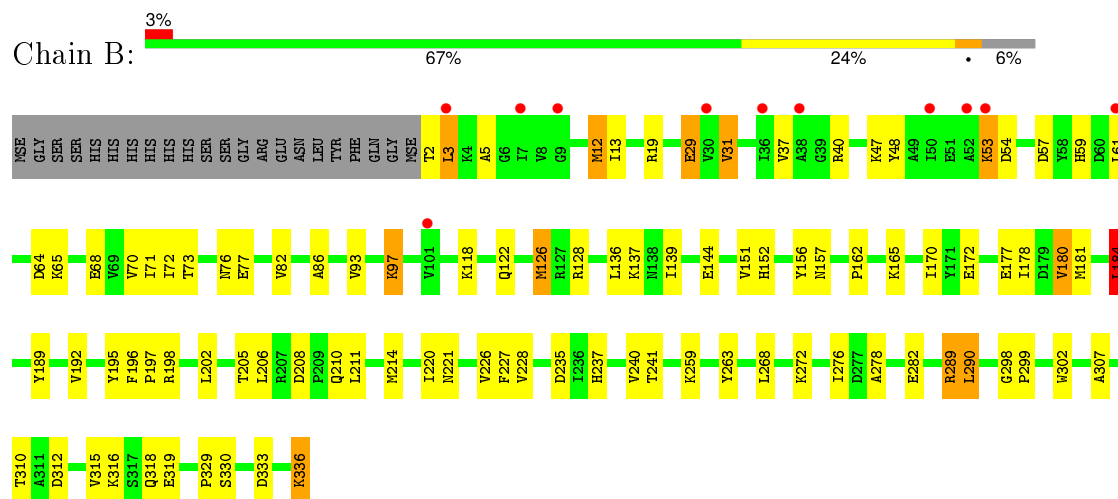 3%
Chain B:
67% 24% • 6%
MSE GLY SER SER HIS HIS HIS HIS HIS HIS SER SER GLY ARG GLU ASN LEU TYR PHE GLN GLY MSE T2 L3 K4 A5 G6 I7 V8 G9 M12 I13 R19 E29 V30 V31 I36 V37 A38 G39 R40 K47 Y48 A49 I50 E51 A52 K53 D54 D57 Y58 H59 D60 I61
D64 K65 E68 V69 V70 I71 I72 T73 N76 E77 V82 A86 V93 K97 V101 K118 Q122 M126 R127 R128 L136 K137 N138 I139 E144 V151 H152 Y156 N157 P162 K165 I170 Y171 E172 E177 I178 D179 V180 M181
Y189 V192 Y195 F196 P197 R198 L202 T205 L206 R207 D208 P209 Q210 L211 M214 I220 N221 V226 F227 V228 D235 I236 H237 V240 T241 K259 Y263 L268 K272 I276 D277 A278 E282 R289 L290 G298 P299 W302 A307
T310 A311 D312 V315 K316 S317 Q318 E319 P329 S330 D333 K336